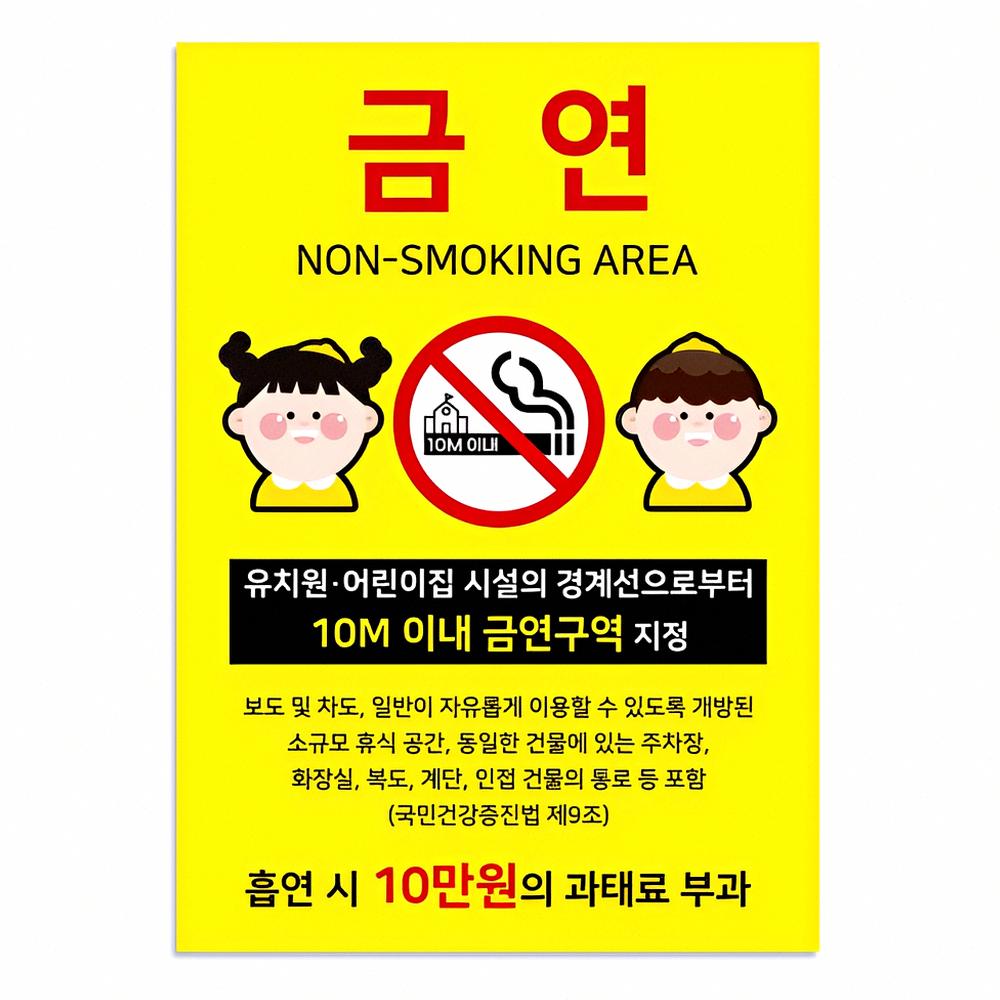 금 연
NON-SMOKING AREA
10M 이내
유치원·어린이집 시설의 경계선으로부터
10M 이내 금연구역 지정
보도 및 차도, 일반이 자유롭게 이용할 수 있도록 개방된
소규모 휴식 공간, 동일한 건물에 있는 주차장,
화장실, 복도, 계단, 인접 건물의 통로 등 포함
(국민건강증진법 제9조)
흡연 시 10만원의 과태료 부과